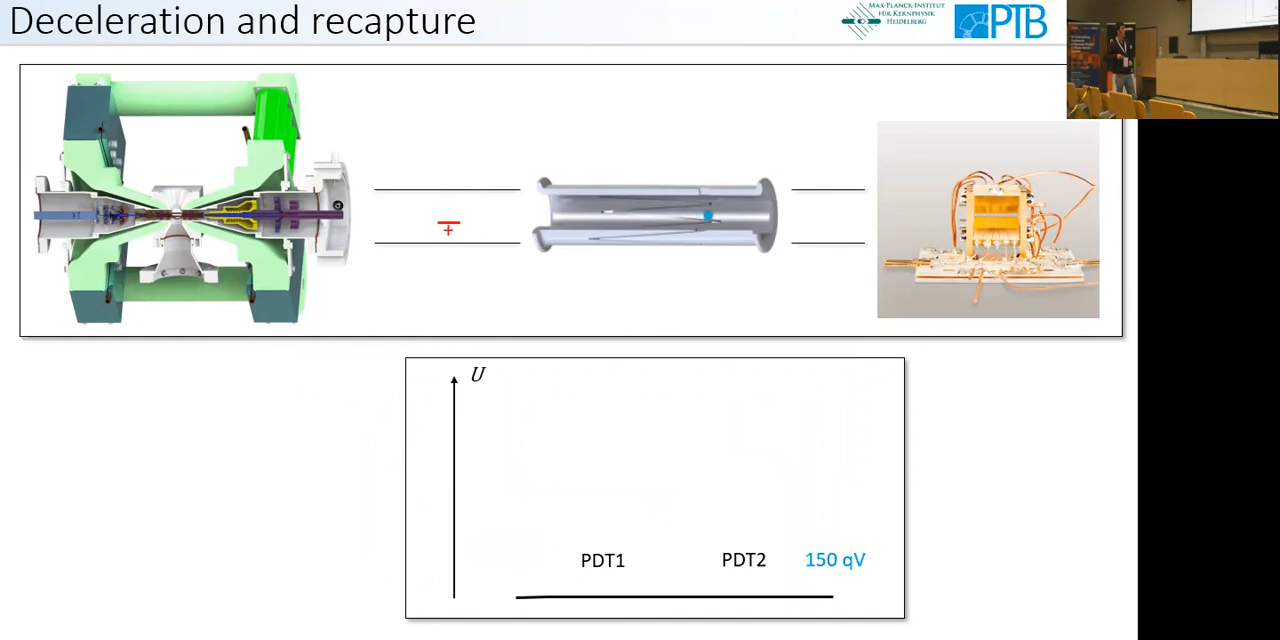 Deceleration and recapture
MAX-PLANCK-INSTITUT
FÜR KERNPHYSIK
HEIDELBERG
PTB
U
PDT1
PDT2
150 qV